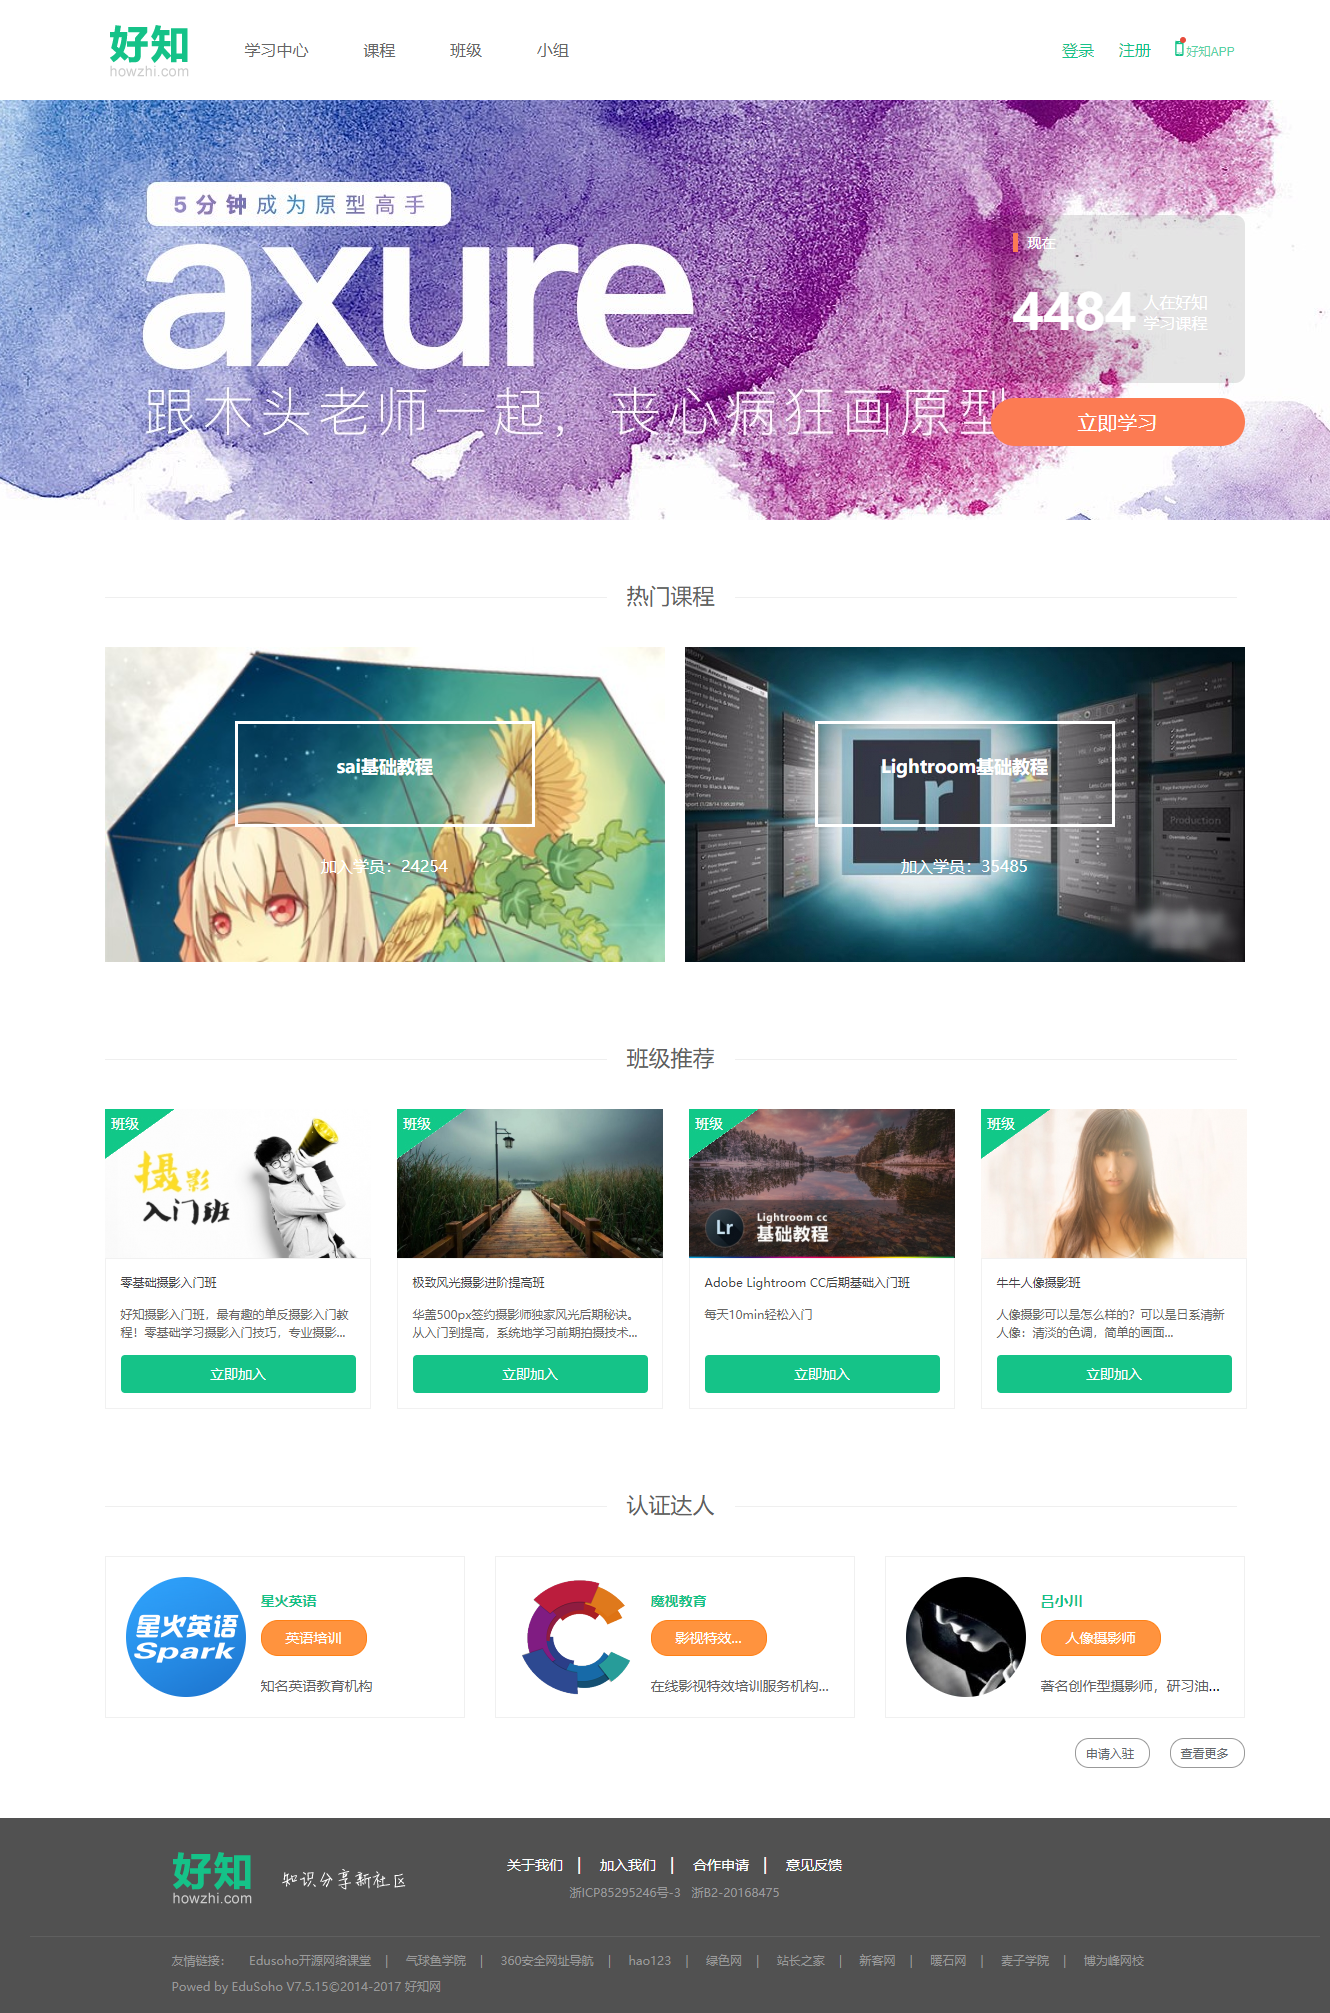 好知
howzhi.com
学习中心 课程 班级 小组
登录 注册 好知APP
5分钟成为原型高手
axure
跟木头老师一起，丧心病狂画原型
现在
4484 人在好知
学习课程
立即学习
热门课程
sai基础教程
加入学员：24254
Lightroom基础教程
Lr
加入学员：35485
班级推荐
班级
摄影
入门班
零基础摄影入门班
好知摄影入门班，最有趣的单反摄影入门教
程！零基础学习摄影入门技巧，专业摄影...
立即加入
班级
极致风光摄影进阶提高班
华盖500px签约摄影师独家风光后期秘诀。
从入门到提高，系统地学习前期拍摄技术...
立即加入
班级
Lr
Lightroom cc
基础教程
Adobe Lightroom CC后期基础入门班
每天10min轻松入门
立即加入
班级
牛牛人像摄影班
人像摄影可以是怎么样的？可以是日系清新
人像：清淡的色调，简单的画面...
立即加入
认证达人
星火英语
Spark
星火英语
英语培训
知名英语教育机构
魔视教育
影视特效...
在线影视特效培训服务机构...
吕小川
人像摄影师
著名创作型摄影师，研习油...
申请入驻 查看更多
好知
howzhi.com
知识分享新社区
关于我们 | 加入我们 | 合作申请 | 意见反馈
浙ICP85295246号-3 浙B2-20168475
友情链接： Edusoho开源网络课堂 | 气球鱼学院 | 360安全网址导航 | hao123 | 绿色网 | 站长之家 | 新客网 | 暖石网 | 麦子学院 | 博为峰网校
Powed by EduSoho V7.5.15©2014-2017 好知网